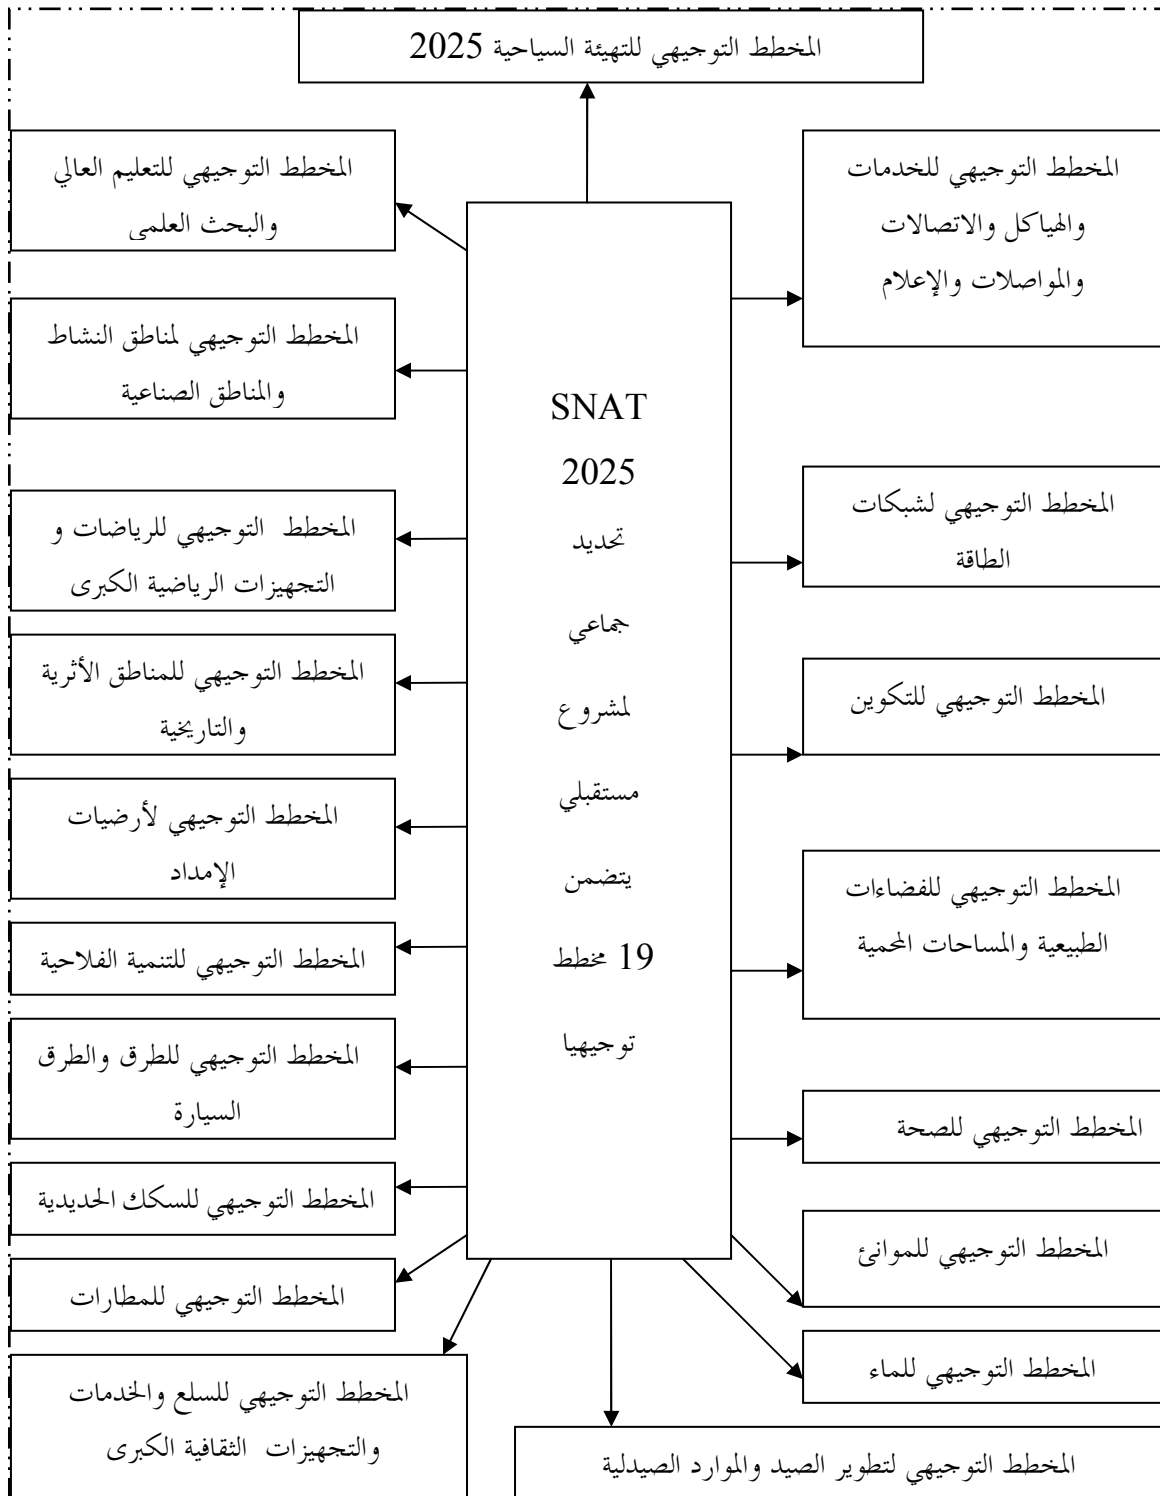 المخطط التوجيهي للتهيئة السياحية 2025
المخطط التوجيهي للخدمات
والهياكل والاتصالات
والمواصلات والإعلام
المخطط التوجيهي لشبكات
الطاقة
المخطط التوجيهي للتكوين
المخطط التوجيهي للفضاءات
الطبيعية والمساحات المحمية
المخطط التوجيهي للصحة
المخطط التوجيهي للموانئ
المخطط التوجيهي للماء
SNAT
2025
تحديد
جماعي
لمشروع
مستقبلي
يتضمن
19 مخطط
توجيهيا
المخطط التوجيهي للتعليم العالي
والبحث العلمي
المخطط التوجيهي لمناطق النشاط
والمناطق الصناعية
المخطط التوجيهي للرياضات و
التجهيزات الرياضية الكبرى
المخطط التوجيهي للمناطق الأثرية
والتاريخية
المخطط التوجيهي لأرضيات
الإمداد
المخطط التوجيهي للتنمية الفلاحية
المخطط التوجيهي للطرق والطرق
السيارة
المخطط التوجيهي للسكك الحديدية
المخطط التوجيهي للمطارات
المخطط التوجيهي للسلع والخدمات
والتجهيزات الثقافية الكبرى
المخطط التوجيهي لتطوير الصيد والموارد الصيدلية